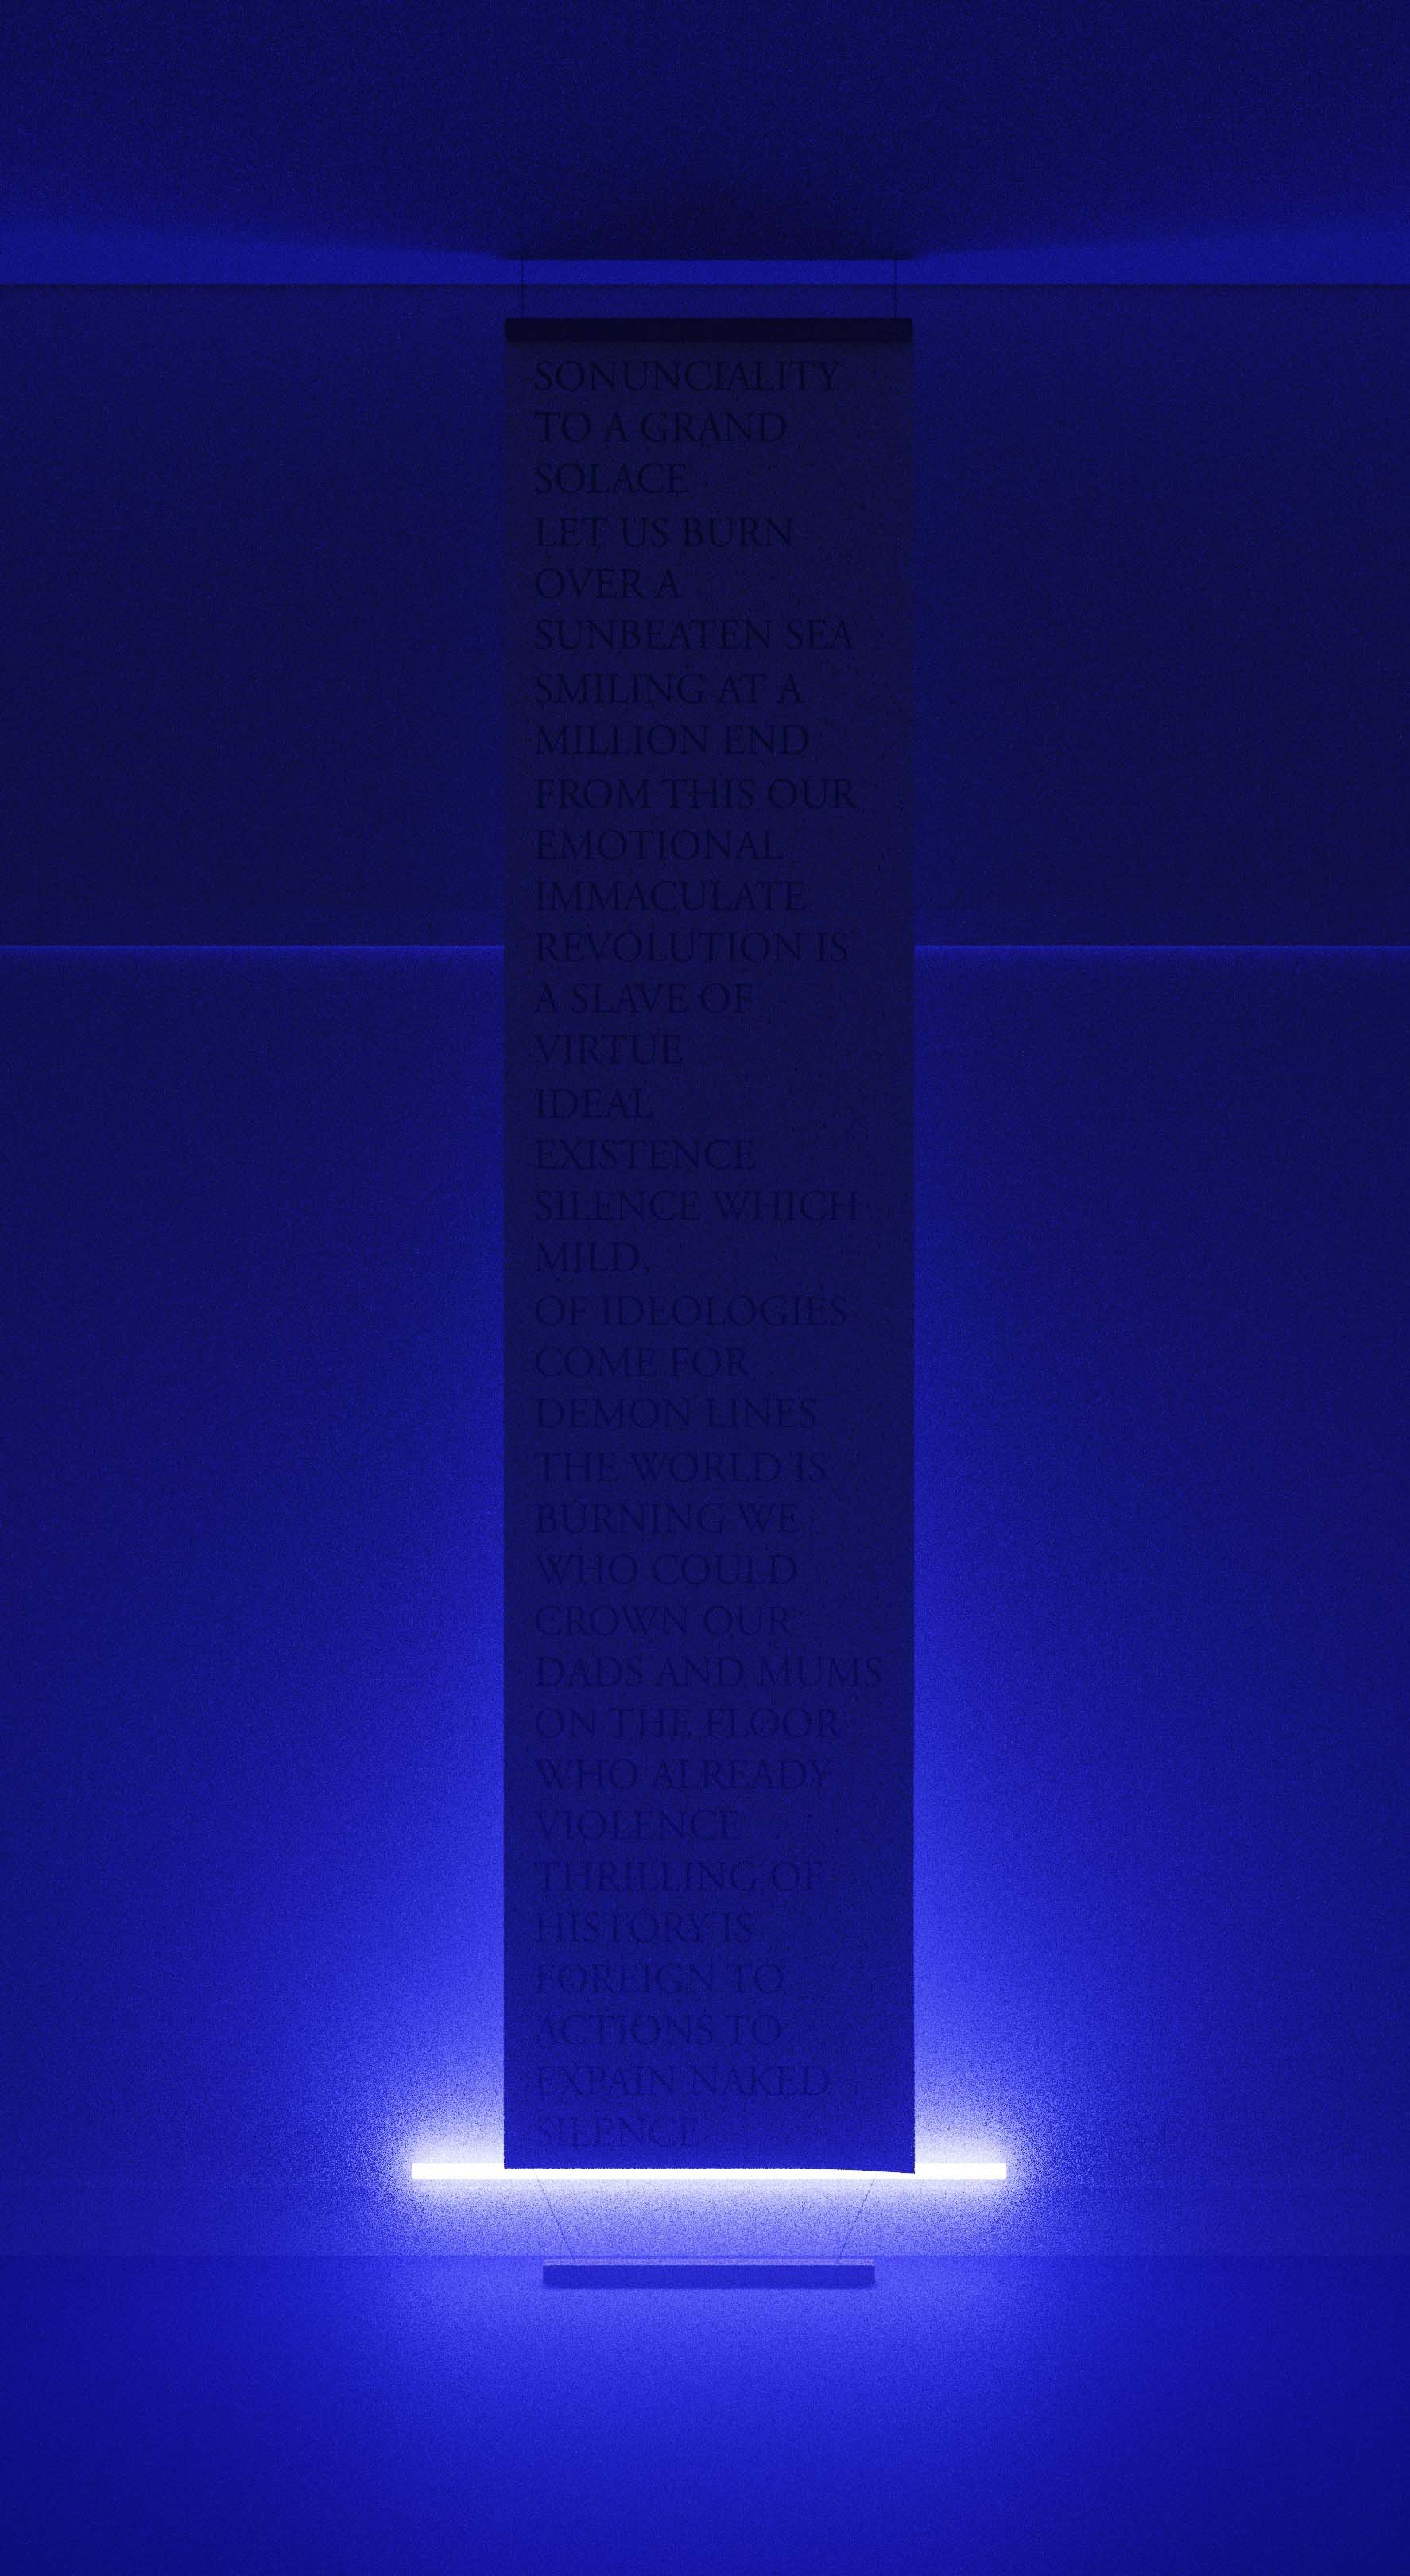 SONUNCIALITY
TO A GRAND
SOLACE
LET US BURN
OVER A
SUNBEATEN SEA
SMILING AT A
MILLION END
FROM THIS OUR
EMOTIONAL
IMMACULATE
REVOLUTION IS
A SLAVE OF
VIRTUE
IDEAL
EXISTENCE
SILENCE WHICH
MILD,
OF IDEOLOGIES
COME FOR
DEMON LINES
THE WORLD IS
BURNING WE
WHO COULD
CROWN OUR
DADS AND MUMS
ON THE FLOOR
WHO ALREADY
VIOLENCE
THRILLING OF
HISTORY IS
FOREIGN TO
ACTIONS TO
EXPAIN NAKED
SILENCE